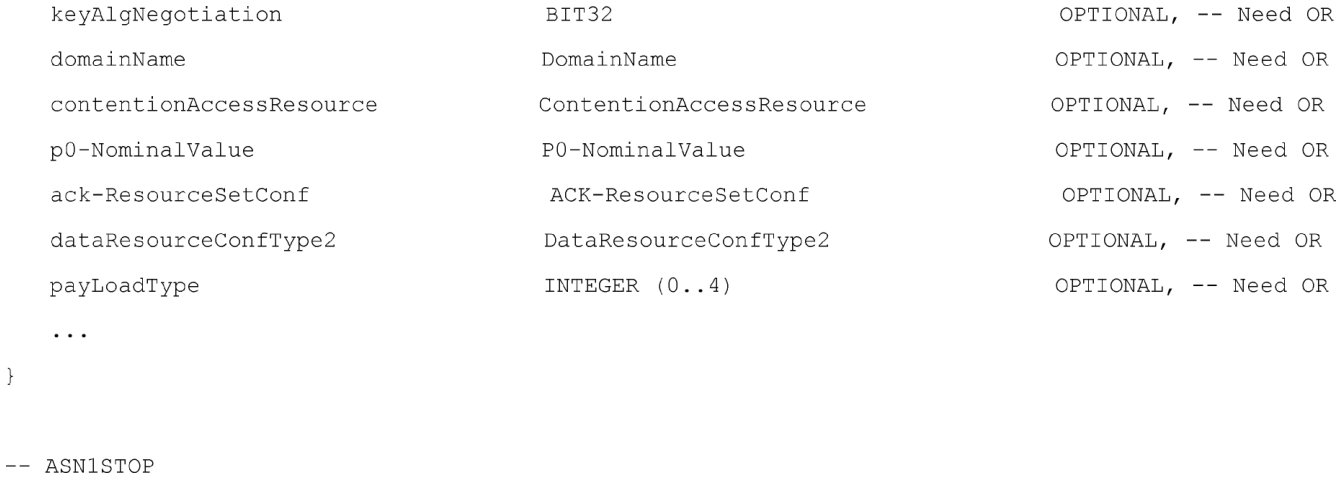 keyAlgNegotiation BIT32 OPTIONAL, -- Need OR
domainName DomainName OPTIONAL, -- Need OR
contentionAccessResource ContentionAccessResource OPTIONAL, -- Need OR
p0-NominalValue P0-NominalValue OPTIONAL, -- Need OR
ack-ResourceSetConf ACK-ResourceSetConf OPTIONAL, -- Need OR
dataResourceConfType2 DataResourceConfType2 OPTIONAL, -- Need OR
payLoadType INTEGER (0..4) OPTIONAL, -- Need OR
...
}
-- ASN1STOP